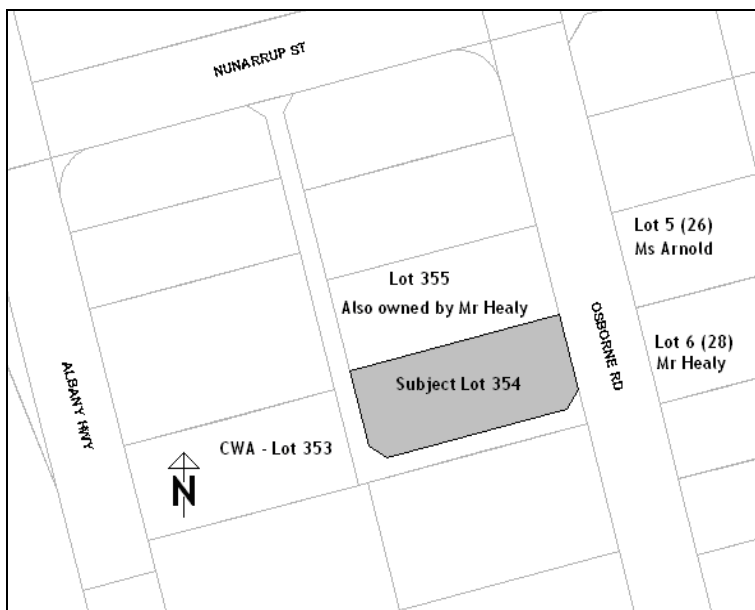 NUNARRUP ST
Lot 5 (26)
Ms Arnold
Lot 355
Also owned by Mr Healy
OSBORNE RD
Lot 6 (28)
Mr Healy
ALBANY HWY
Subject Lot 354
CWA - Lot 353
N